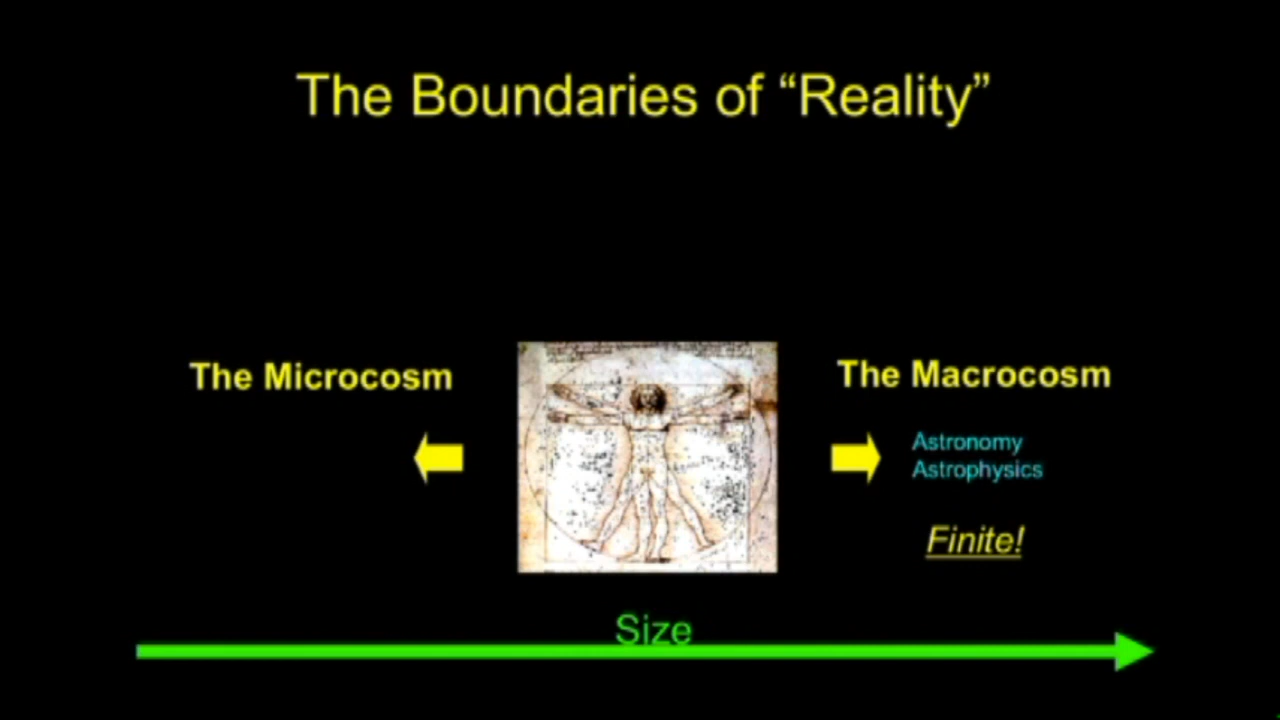 The Boundaries of “Reality”
The Microcosm
The Macrocosm
Astronomy
Astrophysics
Finite!
Size